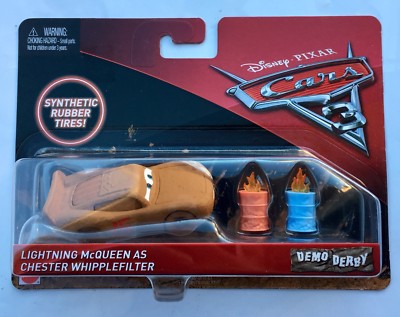 WARNING:
CHOKING HAZARD - Small parts.
Not for children under 3 years.
Disney · PIXAR
Cars
3
SYNTHETIC
RUBBER
TIRES!
LIGHTNING McQUEEN AS
CHESTER WHIPPLEFILTER
DEMO DERBY